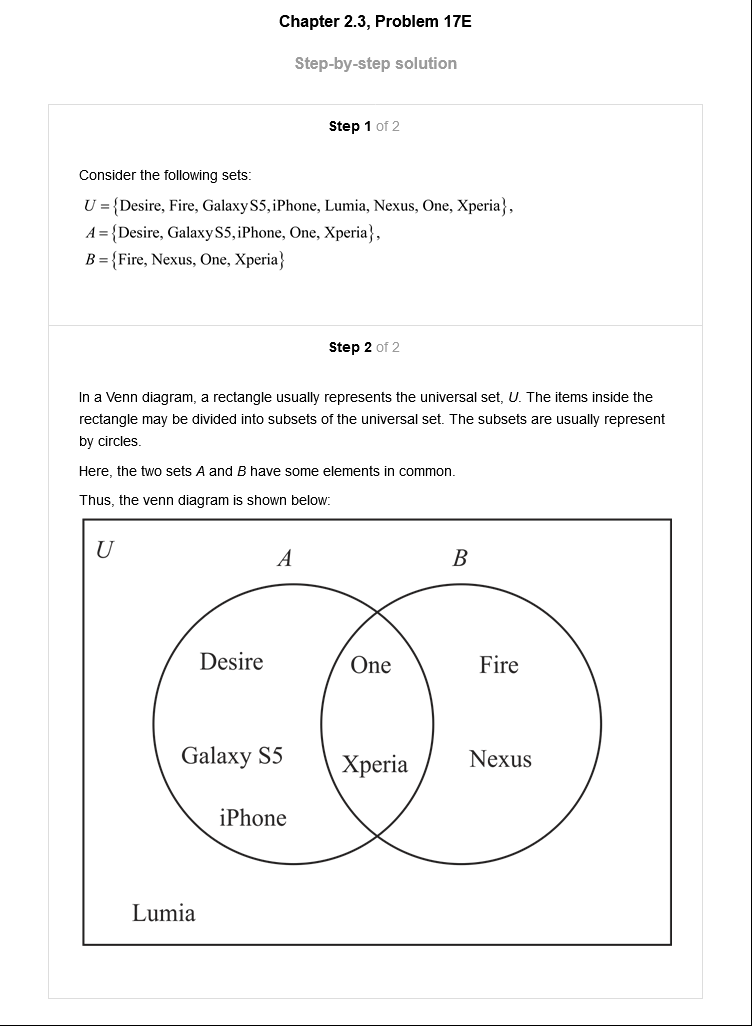 Chapter 2.3, Problem 17E
Step-by-step solution
Step 1 of 2
Consider the following sets:
U = {Desire, Fire, Galaxy S5, iPhone, Lumia, Nexus, One, Xperia},
A = {Desire, Galaxy S5, iPhone, One, Xperia},
B = {Fire, Nexus, One, Xperia}
Step 2 of 2
In a Venn diagram, a rectangle usually represents the universal set, U. The items inside the
rectangle may be divided into subsets of the universal set. The subsets are usually represent
by circles.
Here, the two sets A and B have some elements in common.
Thus, the venn diagram is shown below:
U
A B
Desire One Fire
Galaxy S5 Xperia Nexus
iPhone
Lumia